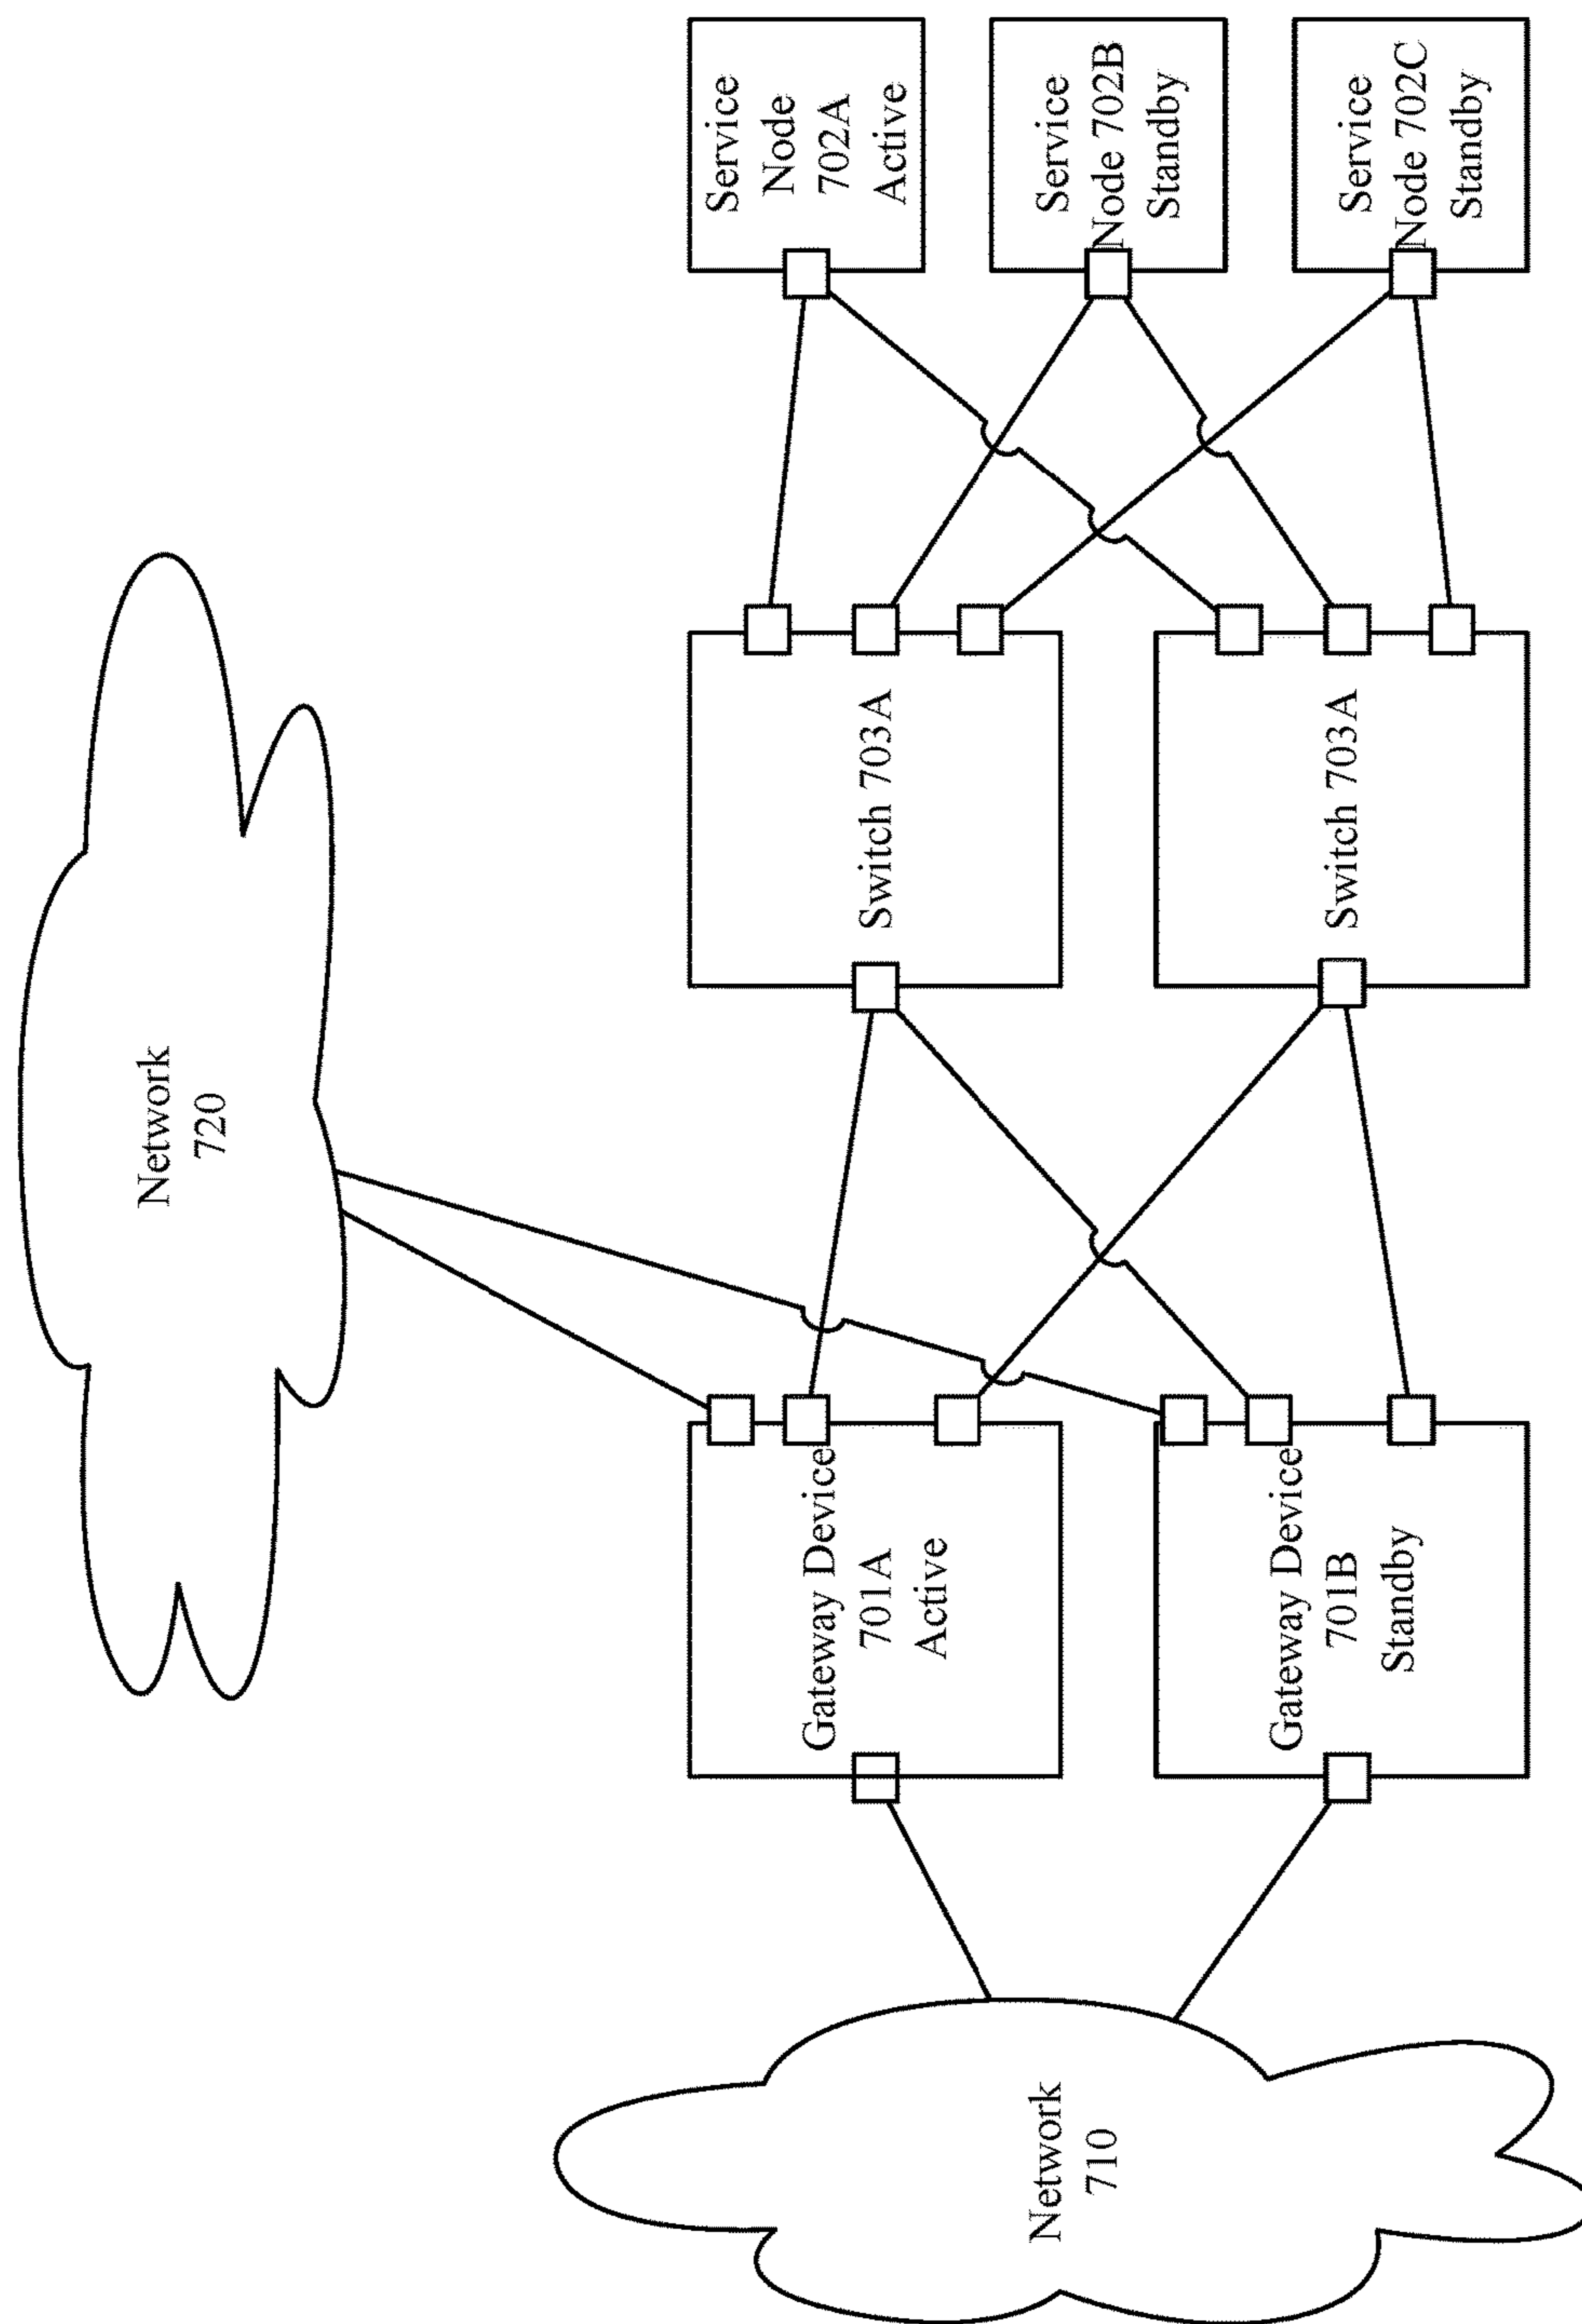 Network
720
Network
710
Gateway Device
701A
Active
Gateway Device
701B
Standby
Switch 703A
Switch 703A
Service
Node
702A
Active
Service
Node 702B
Standby
Service
Node 702C
Standby